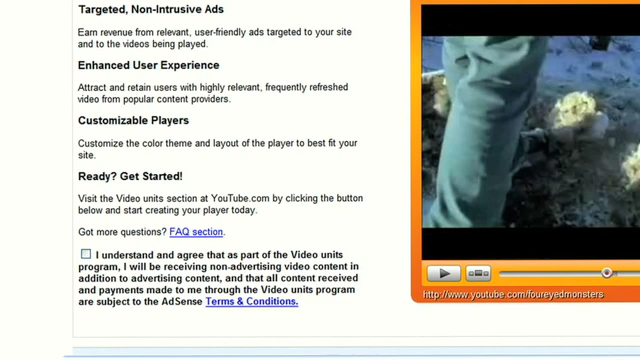 Targeted, Non-Intrusive Ads
Earn revenue from relevant, user-friendly ads targeted to your site
and to the videos being played.
Enhanced User Experience
Attract and retain users with highly relevant, frequently refreshed
video from popular content providers.
Customizable Players
Customize the color theme and layout of the player to best fit your
site.
Ready? Get Started!
Visit the Video units section at YouTube.com by clicking the button
below and start creating your player today.
Got more questions? FAQ section.
I understand and agree that as part of the Video units
program, I will be receiving non-advertising video content in
addition to advertising content, and that all content received
and payments made to me through the Video units program
are subject to the AdSense Terms & Conditions.
http://www.youtube.com/foureyedmonsters